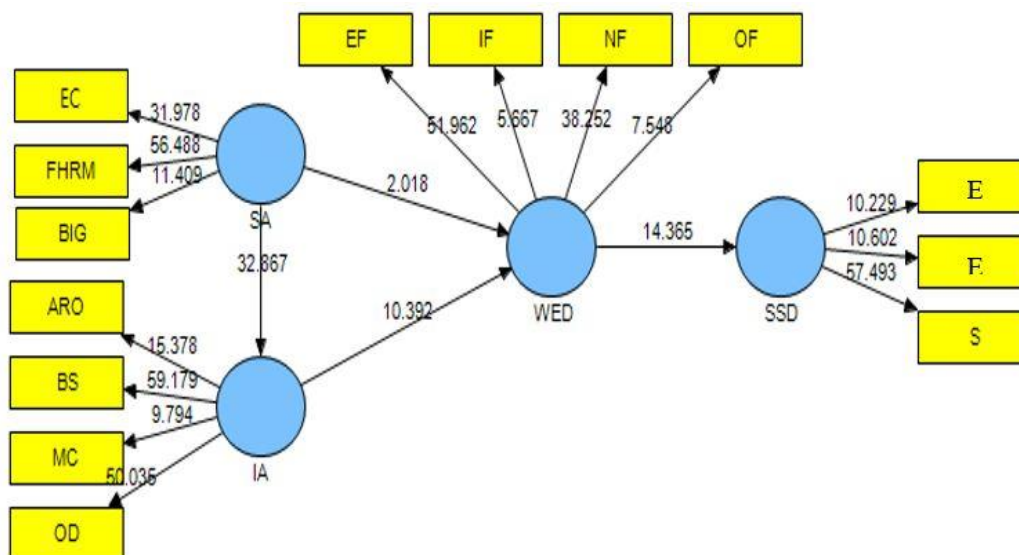 EF
IF
NF
OF
EC
31.978
FHRM
56.488
BIG
11.409
SA
51.962
5.667
38.252
7.548
2.018
32.867
ARO
15.378
BS
59.179
MC
9.794
OD
50.035
IA
10.392
WED
14.365
SSD
10.229
E
10.602
E
57.493
S